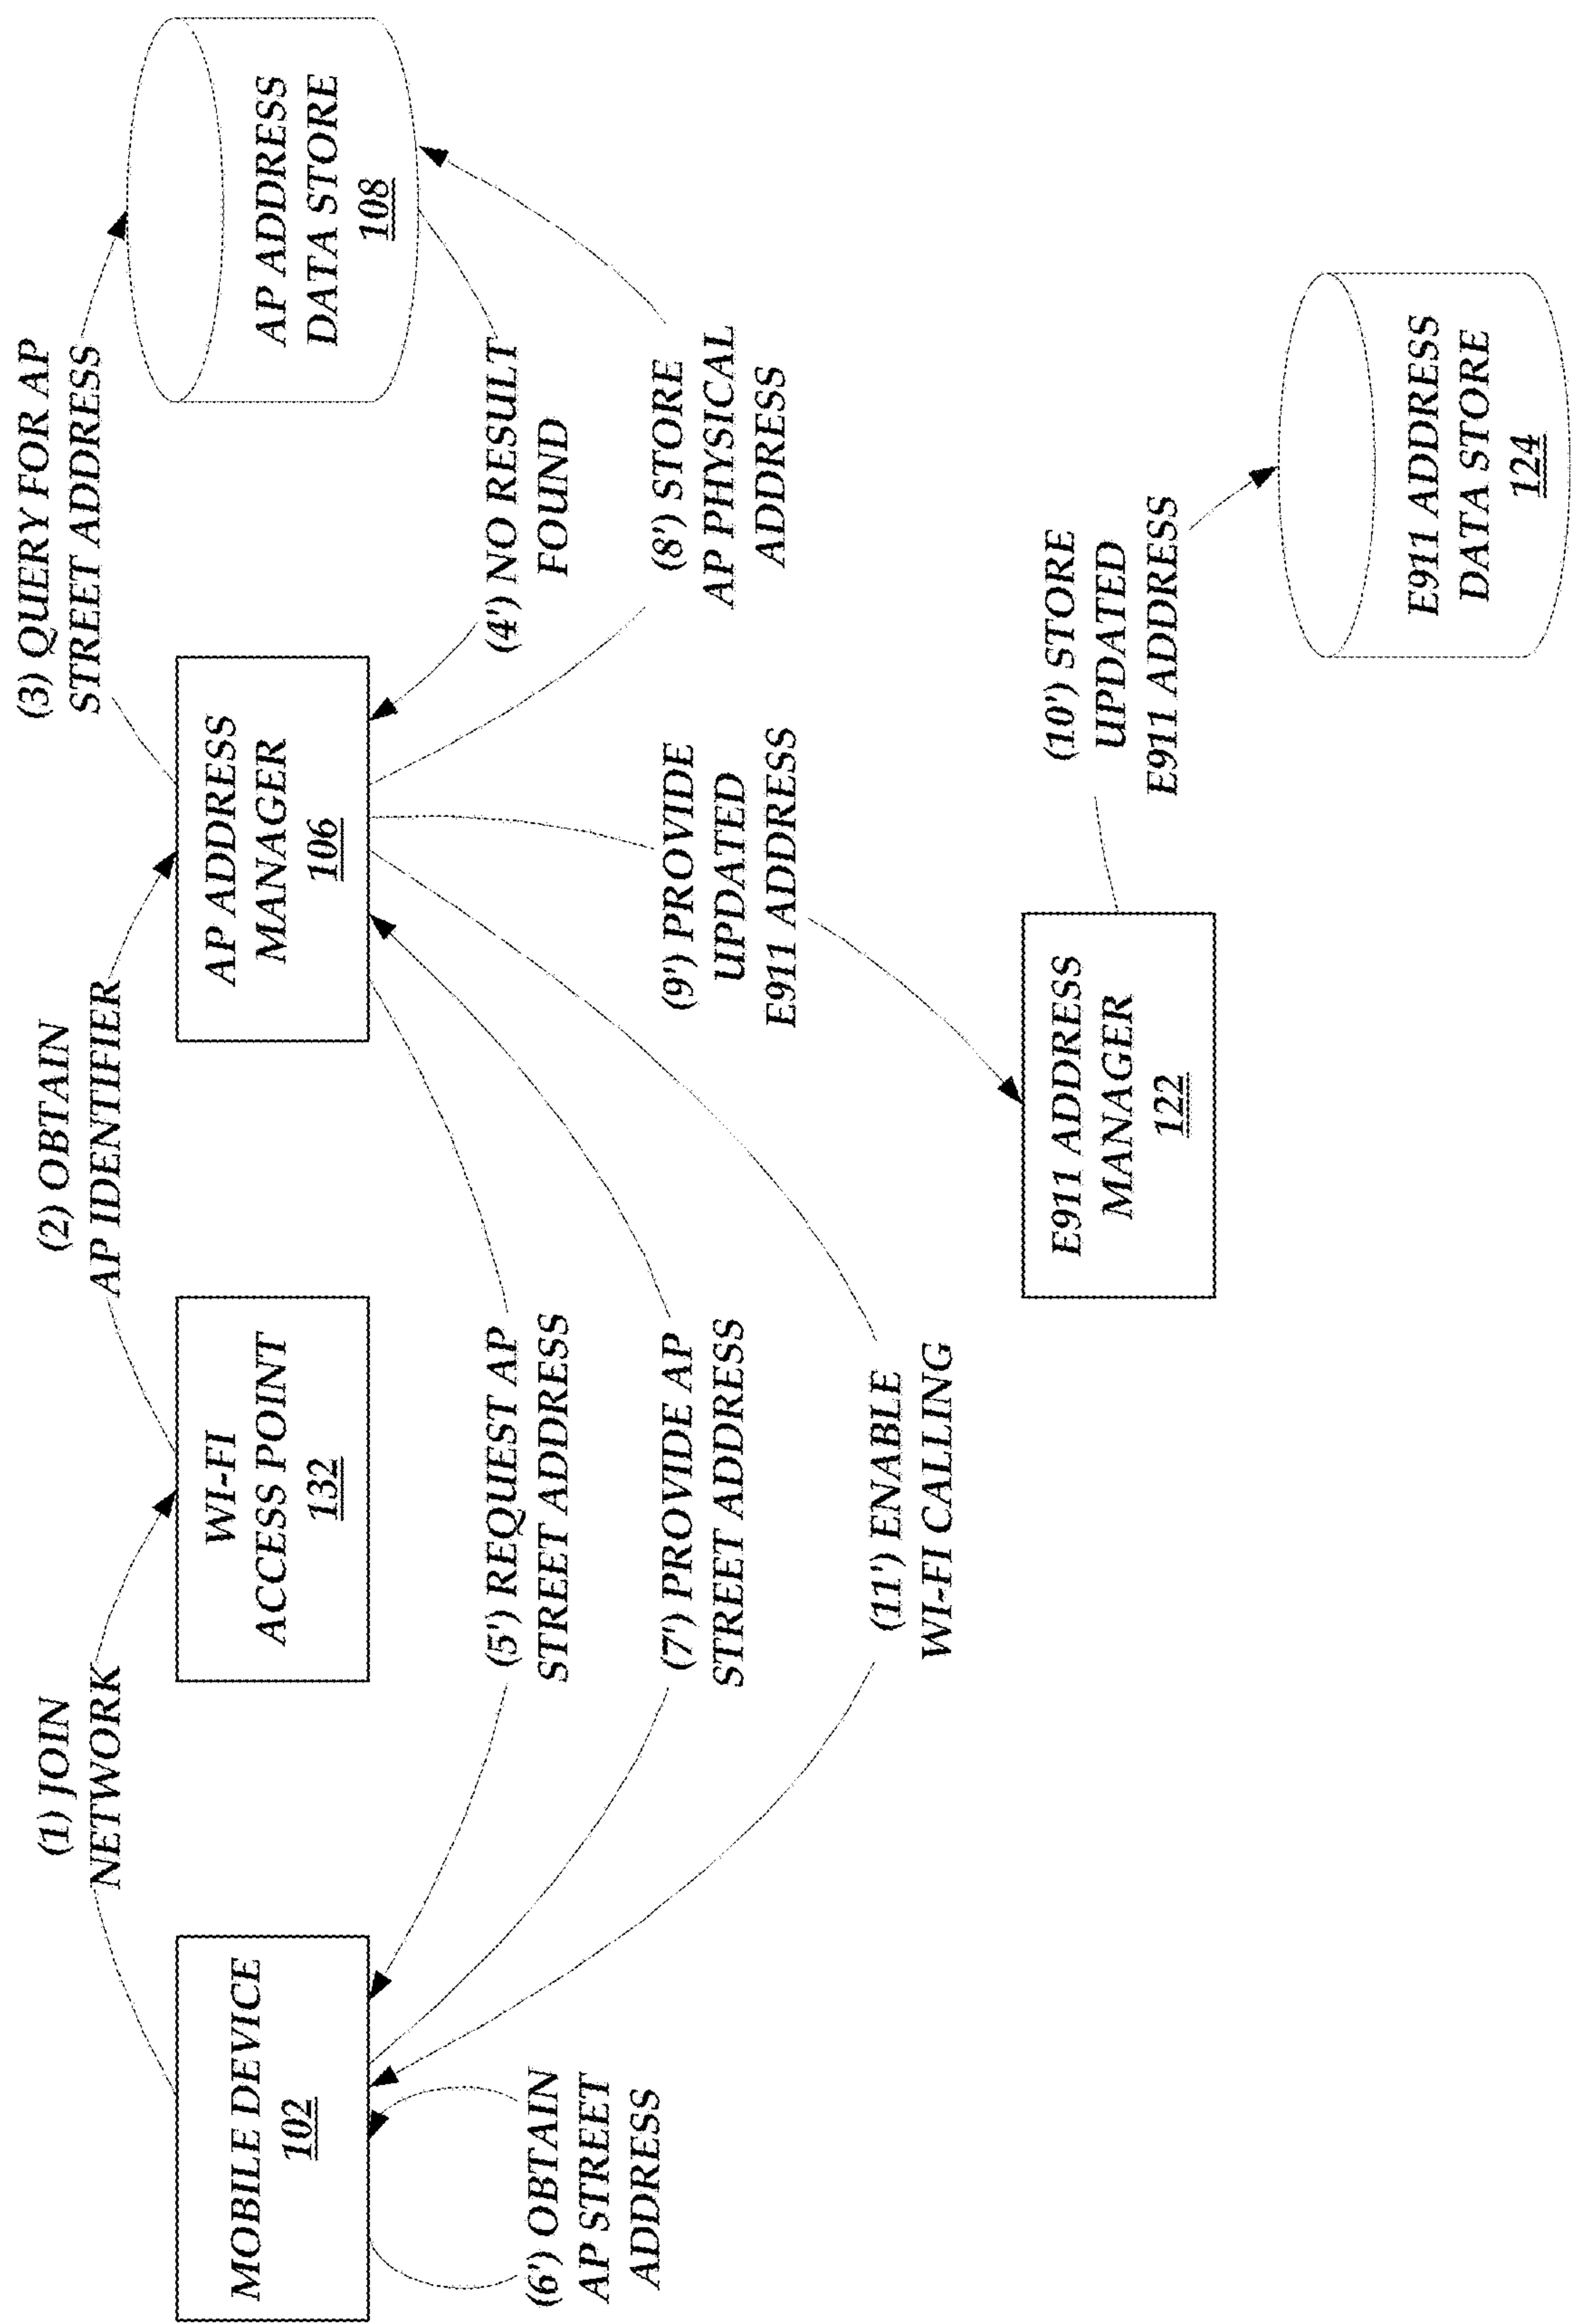 (1) JOIN
NETWORK
(2) OBTAIN
AP IDENTIFIER
(3) QUERY FOR AP
STREET ADDRESS
MOBILE DEVICE
102
WI-FI
ACCESS POINT
132
AP ADDRESS
MANAGER
106
AP ADDRESS
DATA STORE
108
(4') NO RESULT
FOUND
(5') REQUEST AP
STREET ADDRESS
(6') OBTAIN
AP STREET
ADDRESS
(7') PROVIDE AP
STREET ADDRESS
(8') STORE
AP PHYSICAL
ADDRESS
(9') PROVIDE
UPDATED
E911 ADDRESS
(11') ENABLE
WI-FI CALLING
(10') STORE
UPDATED
E911 ADDRESS
E911 ADDRESS
MANAGER
122
E911 ADDRESS
DATA STORE
124